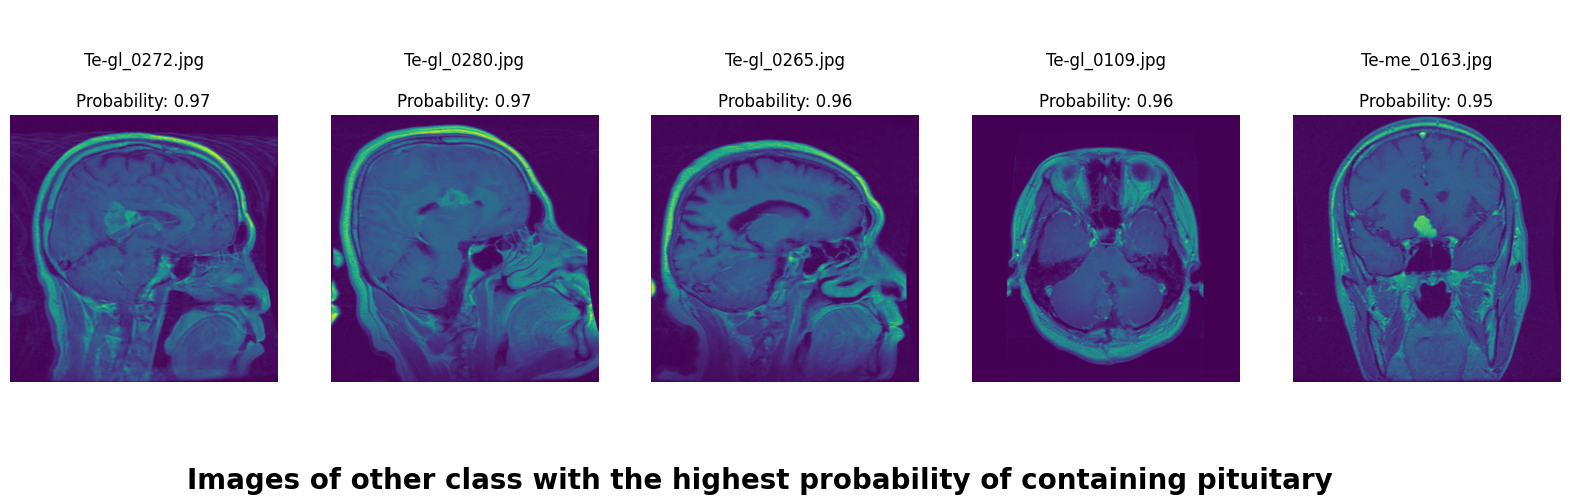 Te-gl_0272.jpg
Probability: 0.97
Te-gl_0280.jpg
Probability: 0.97
Te-gl_0265.jpg
Probability: 0.96
Te-gl_0109.jpg
Probability: 0.96
Te-me_0163.jpg
Probability: 0.95
Images of other class with the highest probability of containing pituitary